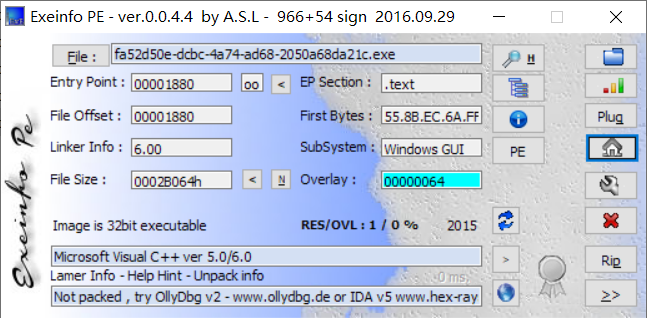 Exeinfo PE - ver.0.0.4.4 by A.S.L - 966+54 sign 2016.09.29
File : fa52d50e-dcbc-4a74-ad68-2050a68da21c.exe H
Entry Point : 00001880 oo < EP Section : .text
File Offset : 00001880 First Bytes : 55.8B.EC.6A.FF Plug
Linker Info : 6.00 SubSystem : Windows GUI PE
File Size : 0002B064h < N Overlay : 00000064
Image is 32bit executable RES/OVL : 1 / 0 % 2015
Microsoft Visual C++ ver 5.0/6.0 > Rip
Lamer Info - Help Hint - Unpack info 0 ms.
Not packed , try OllyDbg v2 - www.ollydbg.de or IDA v5 www.hex-ray >>
Exeinfo Pe